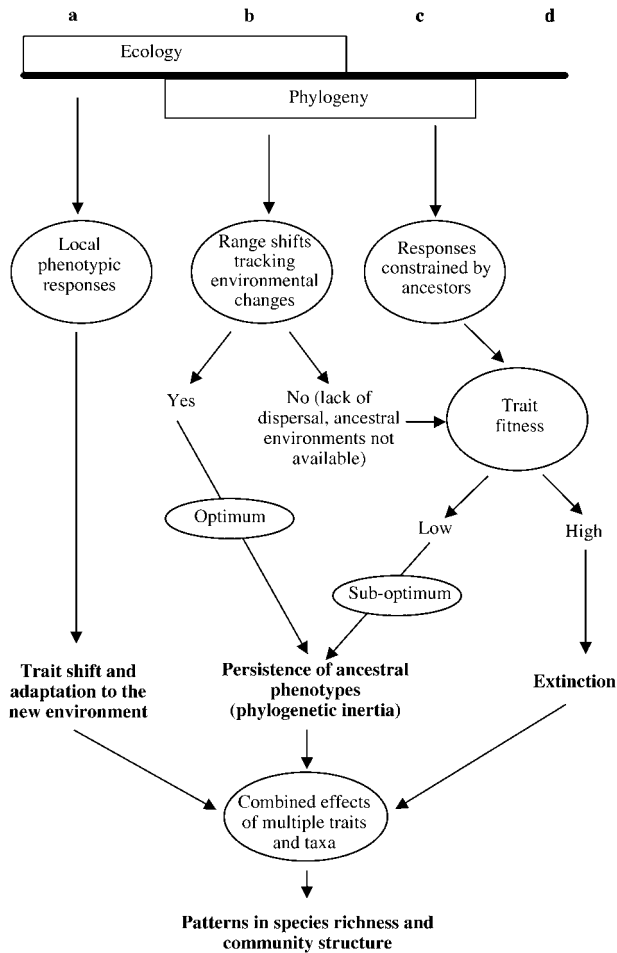 a b c d
Ecology
Phylogeny
Local
phenotypic
responses
Range shifts
tracking
environmental
changes
Responses
constrained by
ancestors
Yes
No (lack of
dispersal, ancestral
environments not
available)
Trait
fitness
Optimum
Low
High
Sub-optimum
Trait shift and
adaptation to the
new environment
Persistence of ancestral
phenotypes
(phylogenetic inertia)
Extinction
Combined effects
of multiple traits
and taxa
Patterns in species richness and
community structure